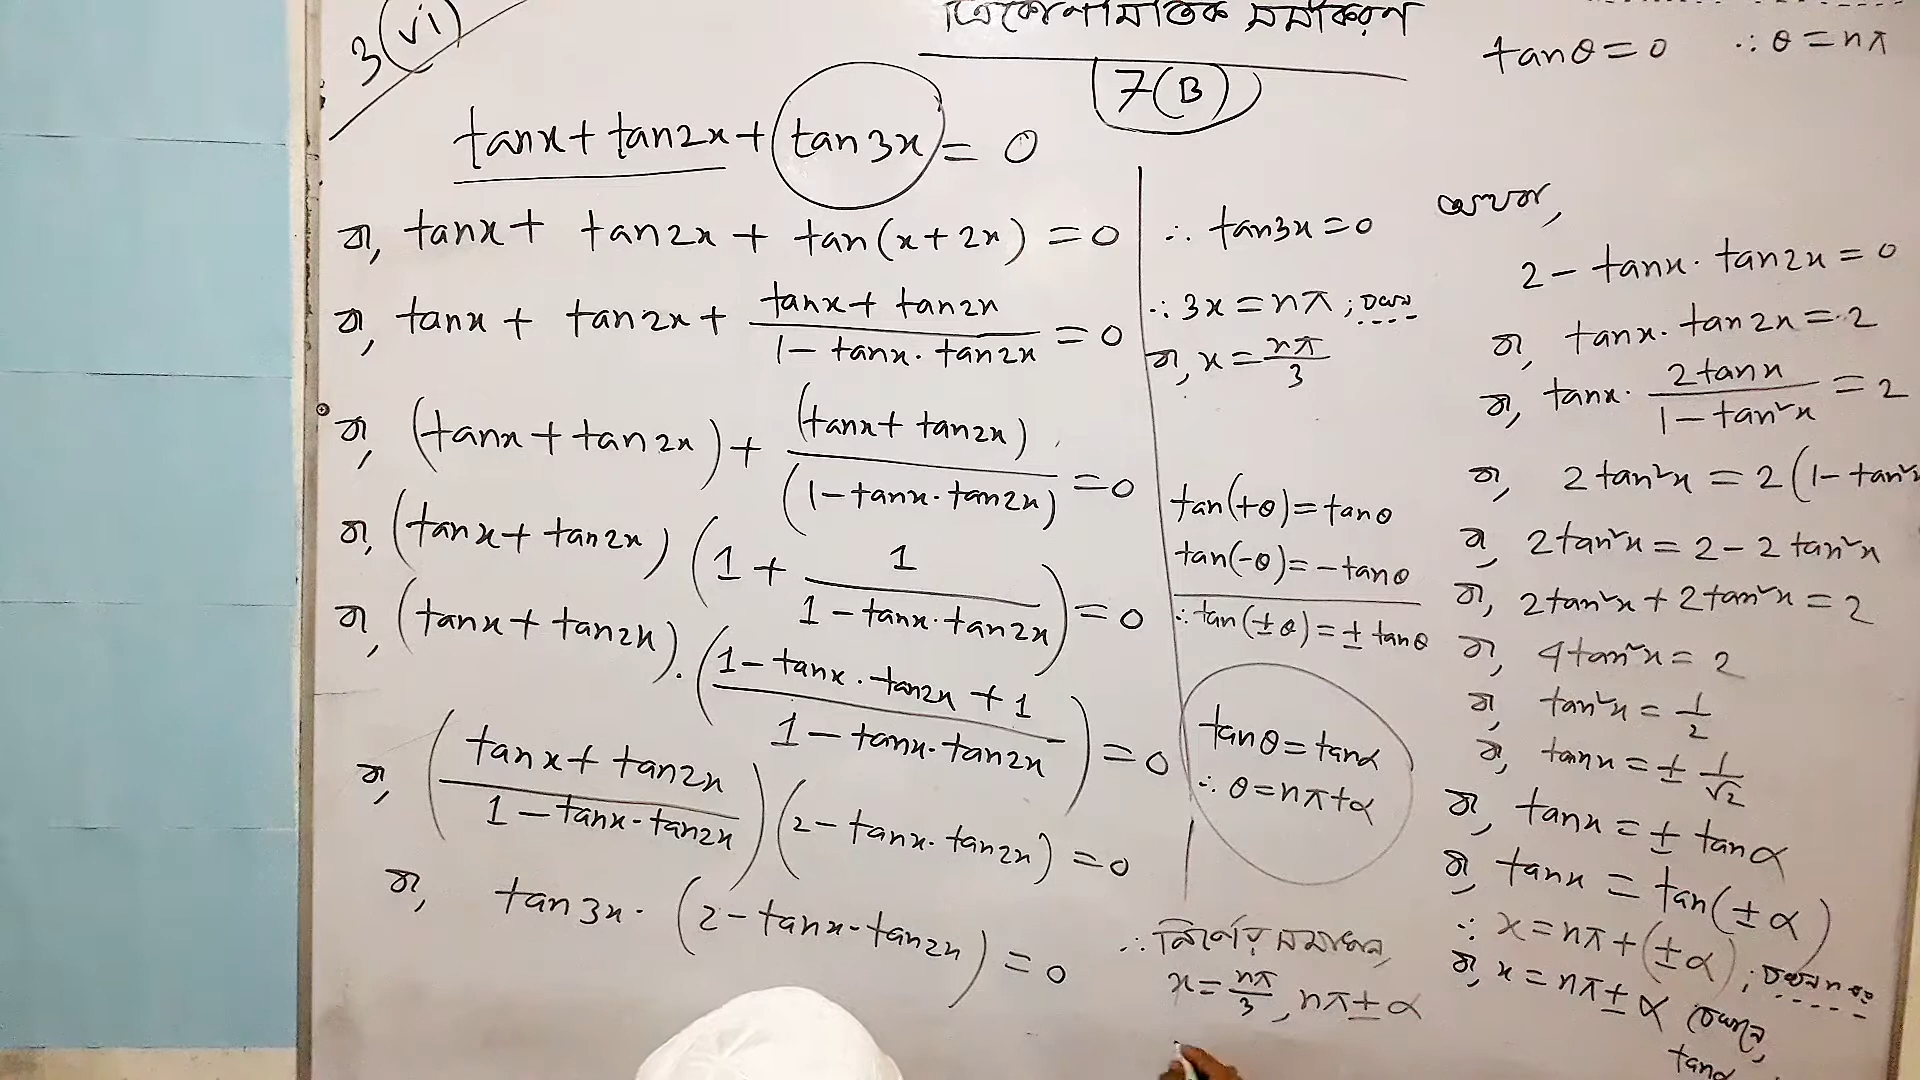 3(vi)
ত্রিকোণমিতিক সমীকরণ
7(B)
tanθ = 0 ∴ θ = nπ
tanx + tan2x + tan3x = 0
বা, tanx + tan2x + tan(x+2x) = 0
বা, tanx + tan2x + (tanx + tan2x)/(1 - tanx·tan2x) = 0
বা, (tanx + tan2x) + (tanx + tan2x)/(1 - tanx·tan2x) = 0
বা, (tanx + tan2x) (1 + 1/(1 - tanx·tan2x)) = 0
বা, (tanx + tan2x)·((1 - tanx·tan2x + 1)/(1 - tanx·tan2x)) = 0
বা, ((tanx + tan2x)/(1 - tanx·tan2x)) (2 - tanx·tan2x) = 0
বা, tan3x·(2 - tanx·tan2x) = 0
∴ tan3x = 0
∴ 3x = nπ ; যেখানে
বা, x = nπ/3
tan(+θ) = tanθ
tan(-θ) = -tanθ
∴ tan(±θ) = ± tanθ
tanθ = tanα
∴ θ = nπ+α
∴ নির্ণেয় সমাধান,
x = nπ/3, nπ ± α
অথবা,
2 - tanx·tan2x = 0
বা, tanx·tan2x = 2
বা, tanx· 2tanx/(1 - tan²x) = 2
বা, 2tan²x = 2(1 - tan²x
বা, 2tan²x = 2 - 2tan²x
বা, 2tan²x + 2tan²x = 2
বা, 4tan²x = 2
বা, tan²x = 1/2
বা, tanx = ± 1/√2
বা, tanx = ± tanα
বা, tanx = tan(±α)
∴ x = nπ + (±α) ;
বা, x = nπ ± α যেখানে,
tanα